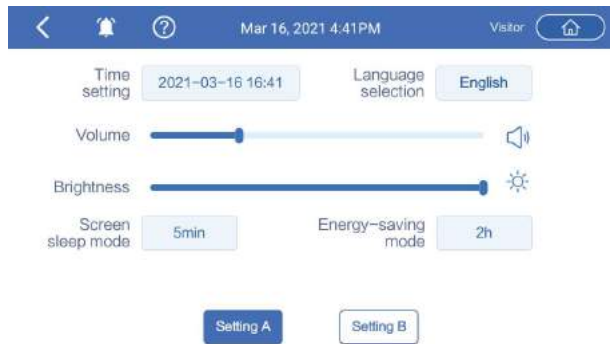 Mar 16, 2021 4:41PM Visitor
Time setting 2021-03-16 16:41 Language selection English
Volume
Brightness
Screen sleep mode 5min Energy-saving mode 2h
Setting A Setting B